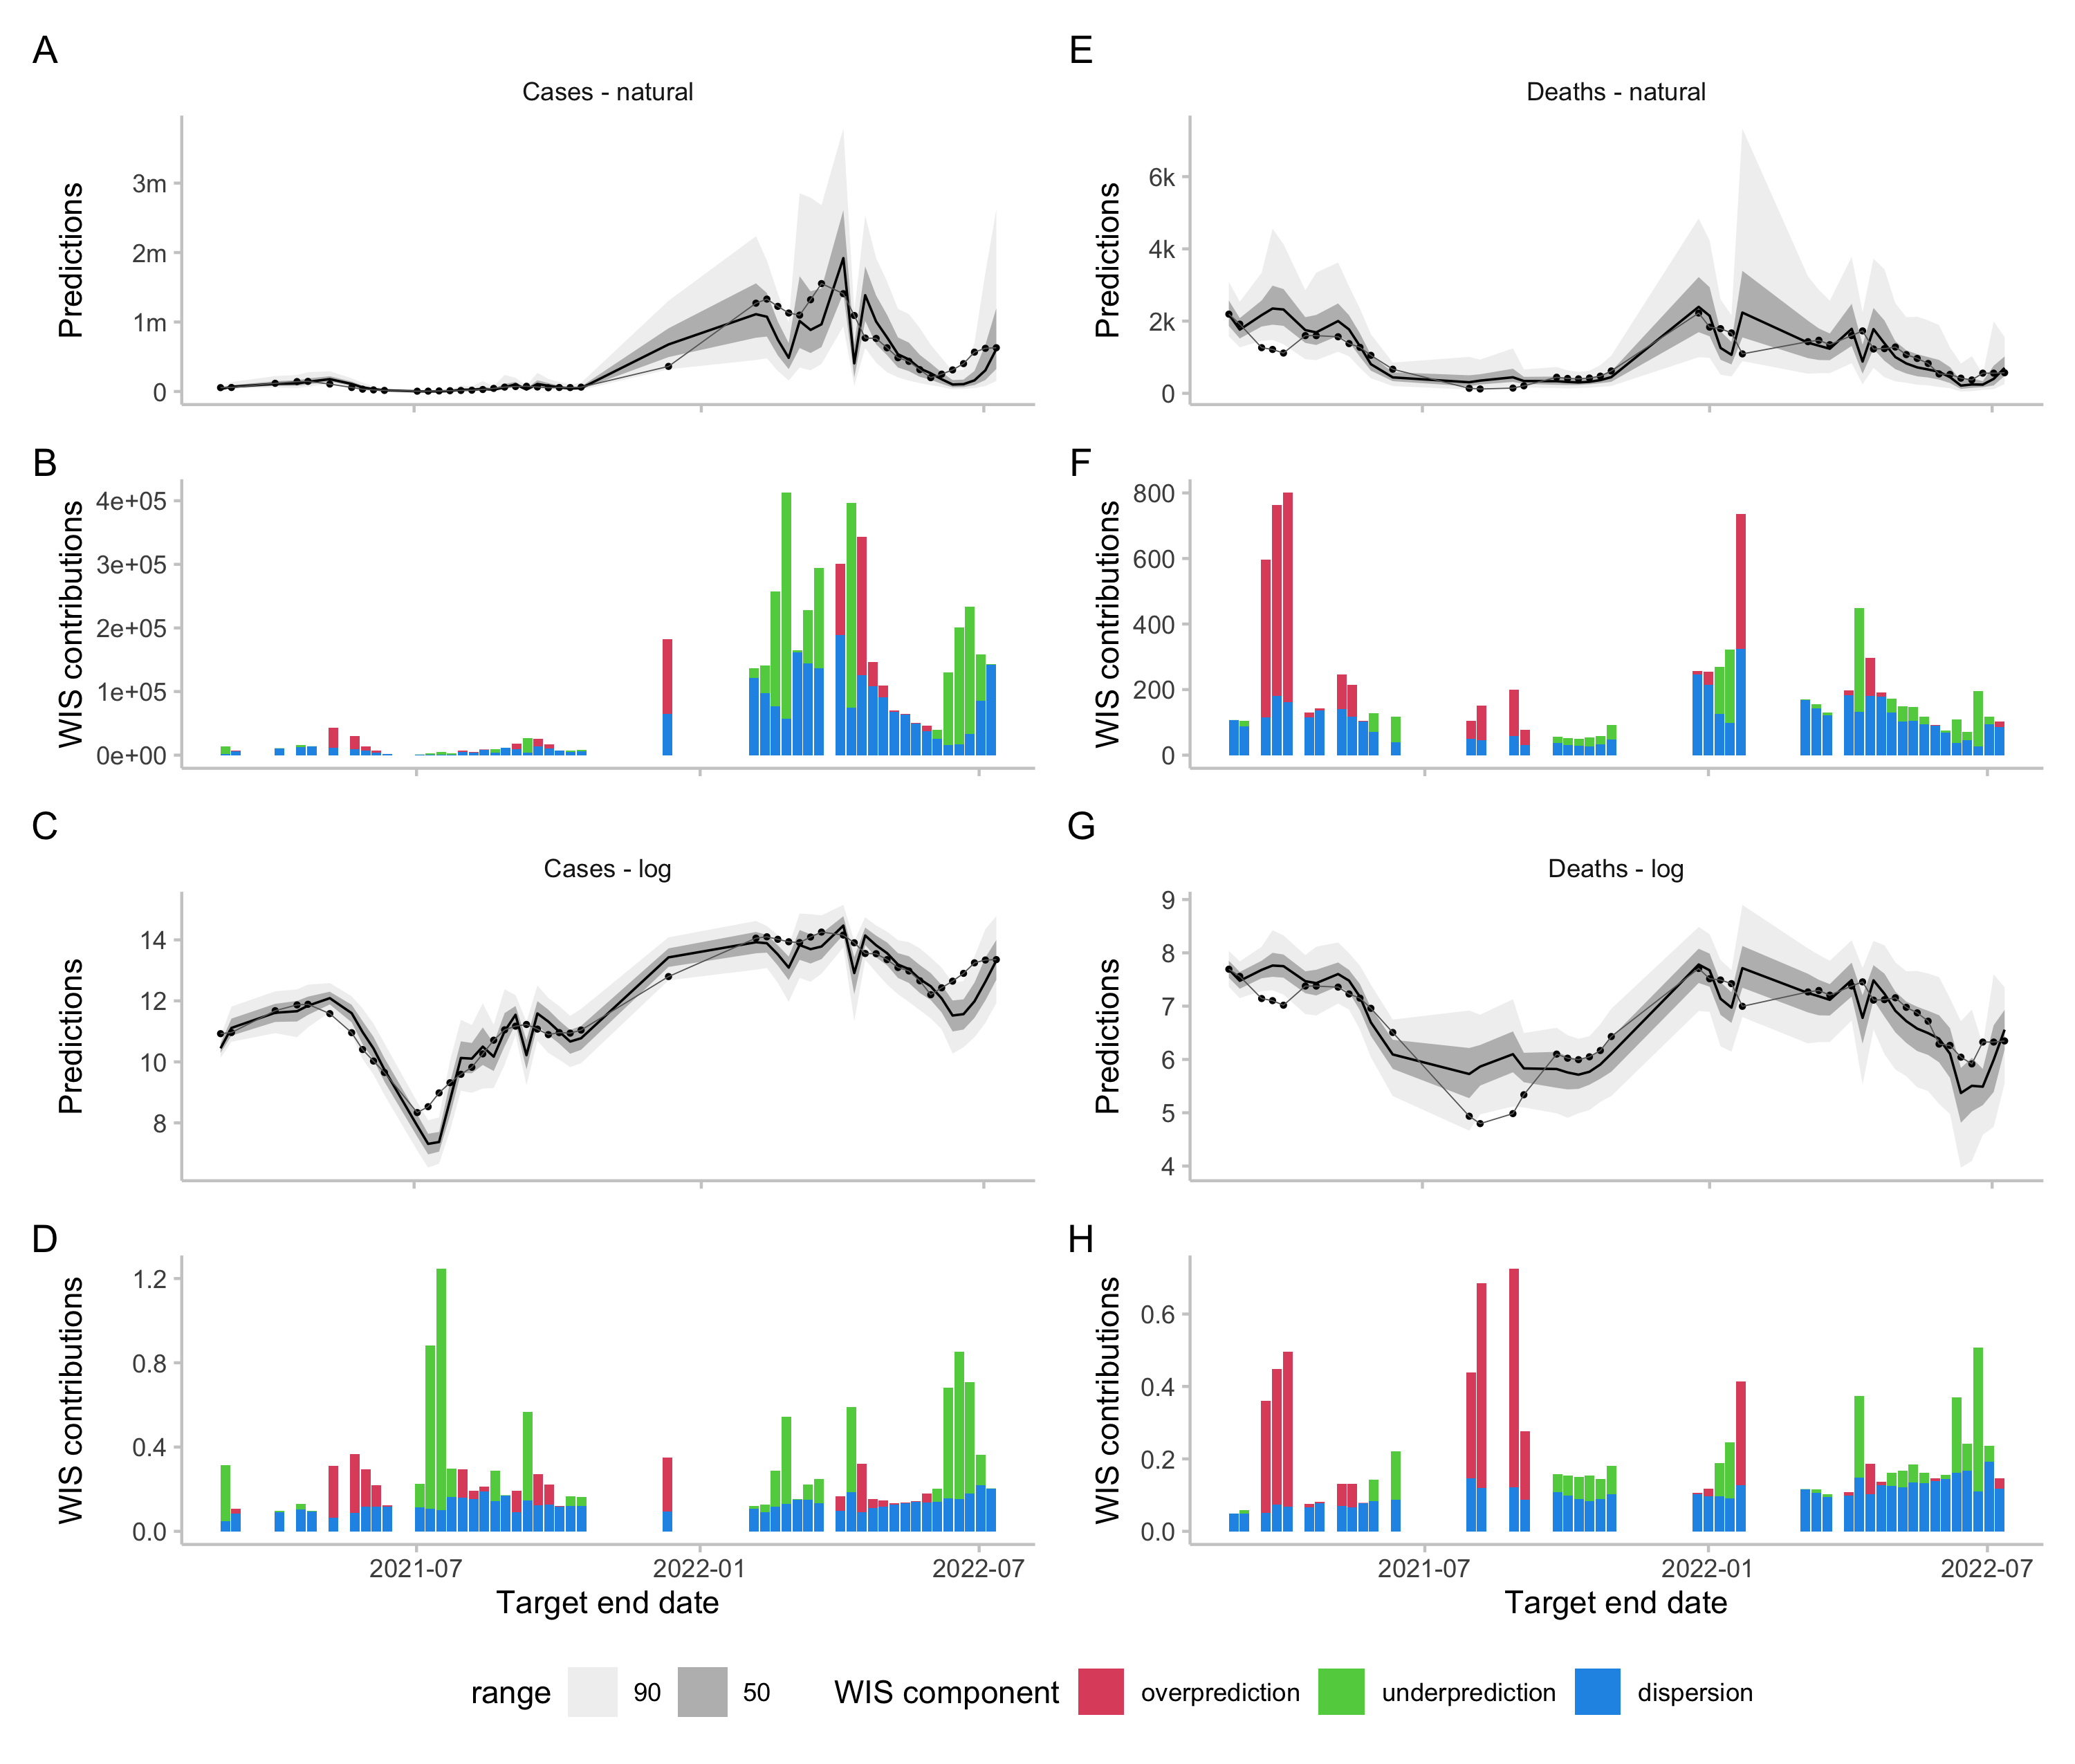 A
Cases - natural
Predictions
3m
2m
1m
0
B
WIS contributions
4e+05
3e+05
2e+05
1e+05
0e+00
C
Cases - log
Predictions
14
12
10
8
D
WIS contributions
1.2
0.8
0.4
0.0
2021-07 2022-01 2022-07
Target end date
E
Deaths - natural
Predictions
6k
4k
2k
0
F
WIS contributions
800
600
400
200
0
G
Deaths - log
Predictions
9
8
7
6
5
4
H
WIS contributions
0.6
0.4
0.2
0.0
2021-07 2022-01 2022-07
Target end date
range 90 50 WIS component overprediction underprediction dispersion